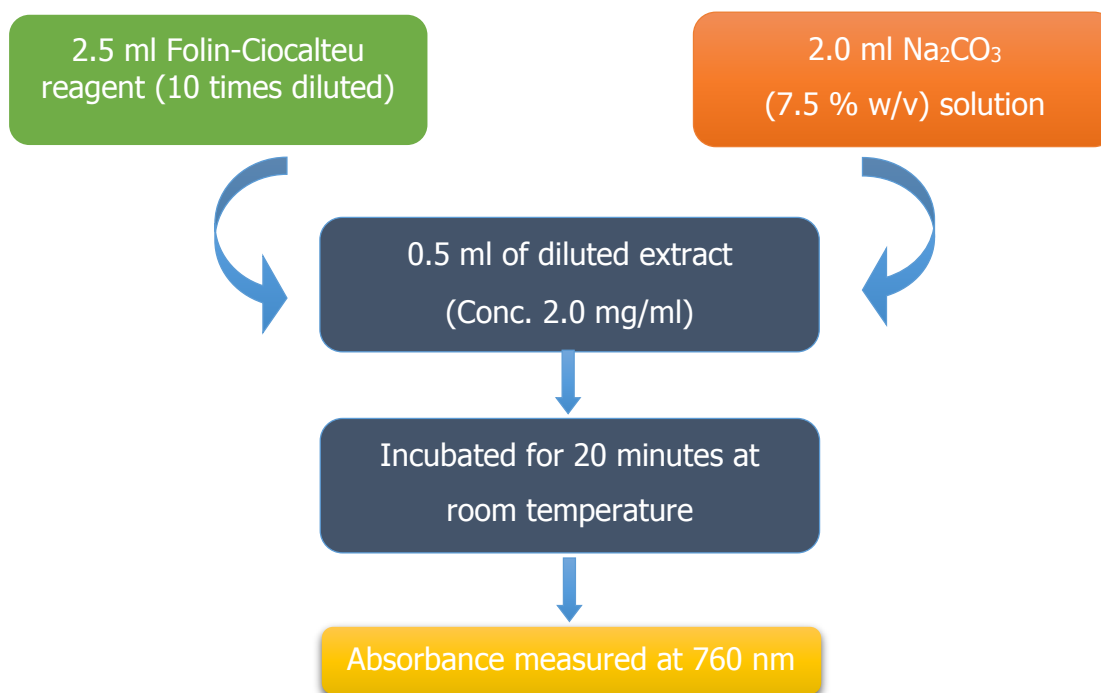 2.5 ml Folin-Ciocalteu
reagent (10 times diluted)
2.0 ml Na₂CO₃
(7.5 % w/v) solution
0.5 ml of diluted extract
(Conc. 2.0 mg/ml)
Incubated for 20 minutes at
room temperature
Absorbance measured at 760 nm